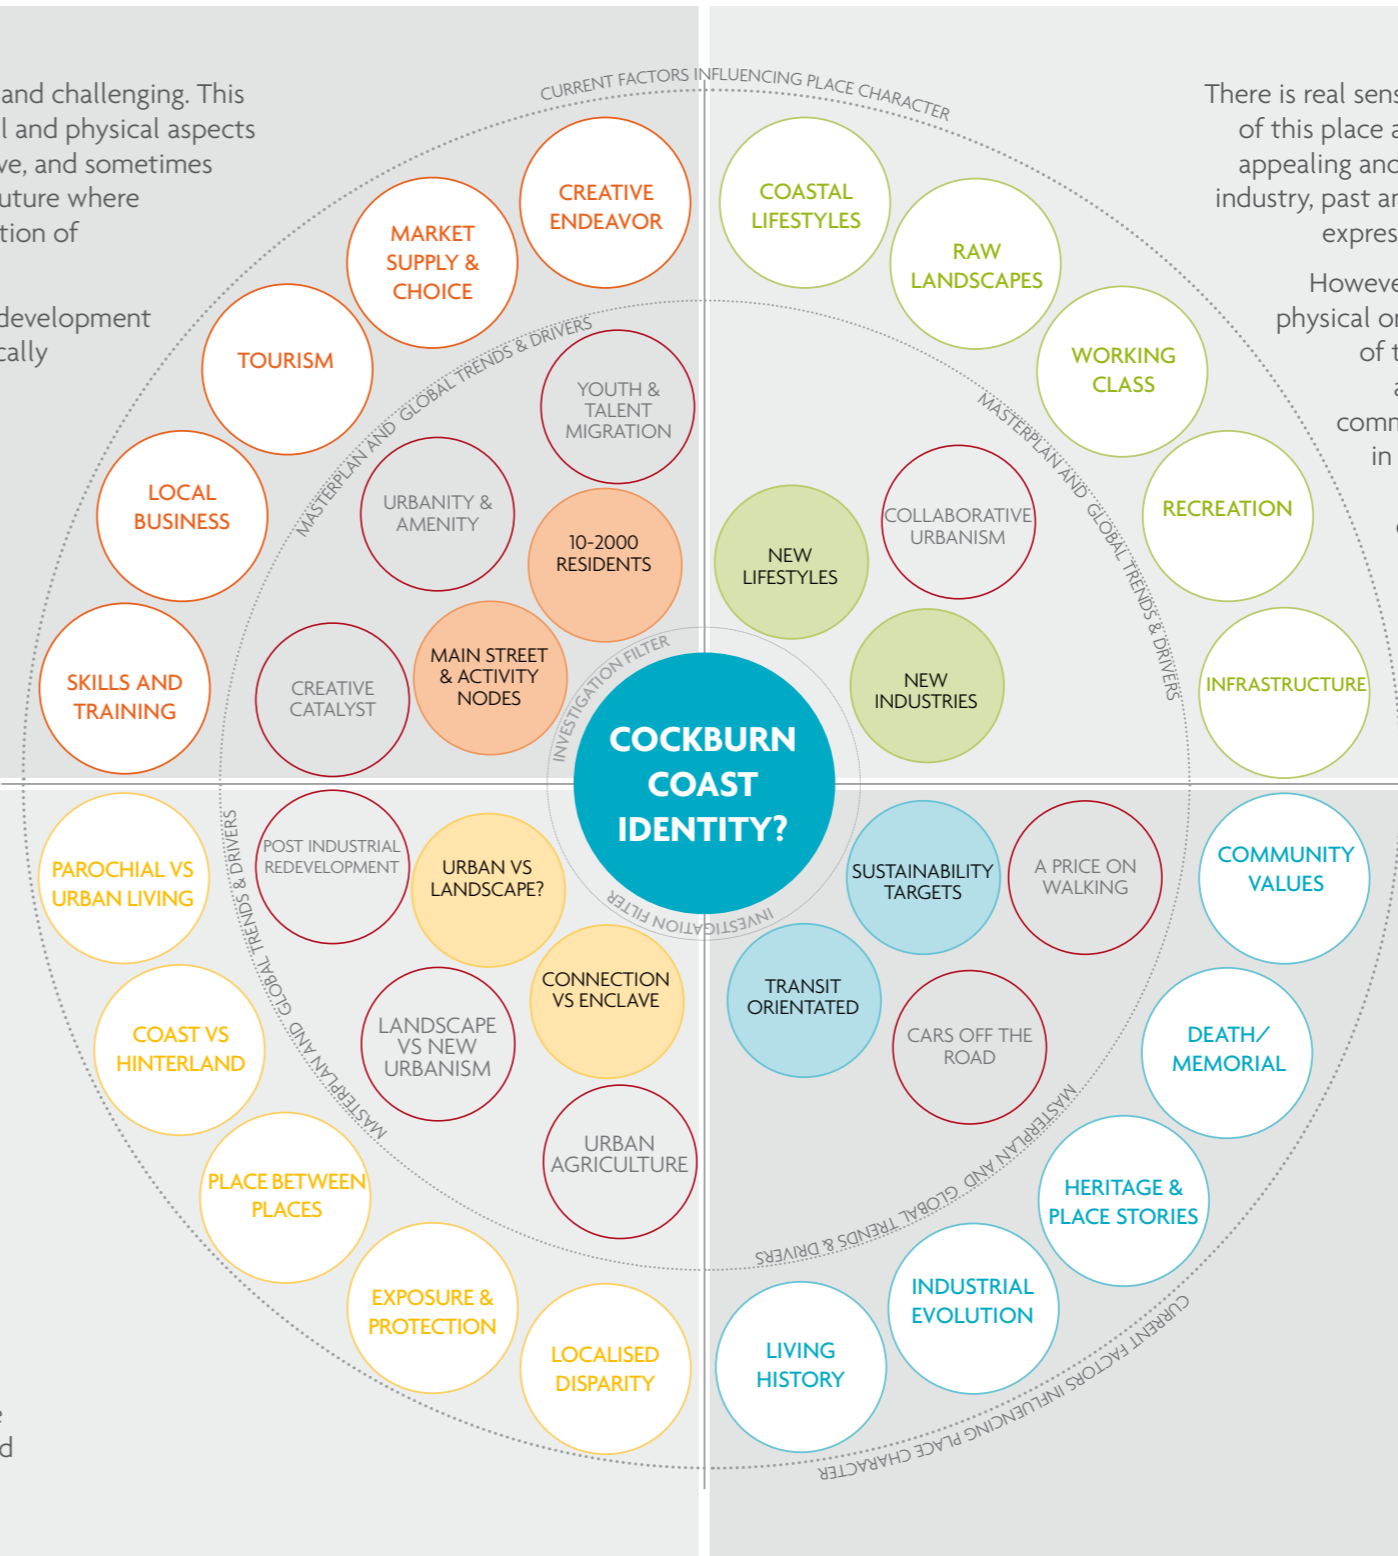 and challenging. This
l and physical aspects
ve, and sometimes
uture where
tion of
development
cally
There is real sens
of this place a
appealing and
industry, past an
expres
Howeve
physical or
of t
a
comm
in
CURRENT FACTORS INFLUENCING PLACE CHARACTER
CREATIVE
ENDEAVOR
MARKET
SUPPLY &
CHOICE
TOURISM
LOCAL
BUSINESS
SKILLS AND
TRAINING
MASTERPLAN AND GLOBAL TRENDS & DRIVERS
YOUTH &
TALENT
MIGRATION
URBANITY &
AMENITY
10-2000
RESIDENTS
MAIN STREET
& ACTIVITY
NODES
CREATIVE
CATALYST
COASTAL
LIFESTYLES
RAW
LANDSCAPES
WORKING
CLASS
RECREATION
INFRASTRUCTURE
MASTERPLAN AND GLOBAL TRENDS & DRIVERS
COLLABORATIVE
URBANISM
NEW
LIFESTYLES
NEW
INDUSTRIES
INVESTIGATION FILTER
COCKBURN
COAST
IDENTITY?
INVESTIGATION FILTER
PAROCHIAL VS
URBAN LIVING
COAST VS
HINTERLAND
PLACE BETWEEN
PLACES
EXPOSURE &
PROTECTION
LOCALISED
DISPARITY
MASTERPLAN AND GLOBAL TRENDS & DRIVERS
POST INDUSTRIAL
REDEVELOPMENT
URBAN VS
LANDSCAPE?
CONNECTION
VS ENCLAVE
LANDSCAPE
VS NEW
URBANISM
URBAN
AGRICULTURE
SUSTAINABILITY
TARGETS
A PRICE ON
WALKING
TRANSIT
ORIENTATED
CARS OFF THE
ROAD
MASTERPLAN AND GLOBAL TRENDS & DRIVERS
COMMUNITY
VALUES
DEATH/
MEMORIAL
HERITAGE &
PLACE STORIES
INDUSTRIAL
EVOLUTION
LIVING
HISTORY
CURRENT FACTORS INFLUENCING PLACE CHARACTER
e
d